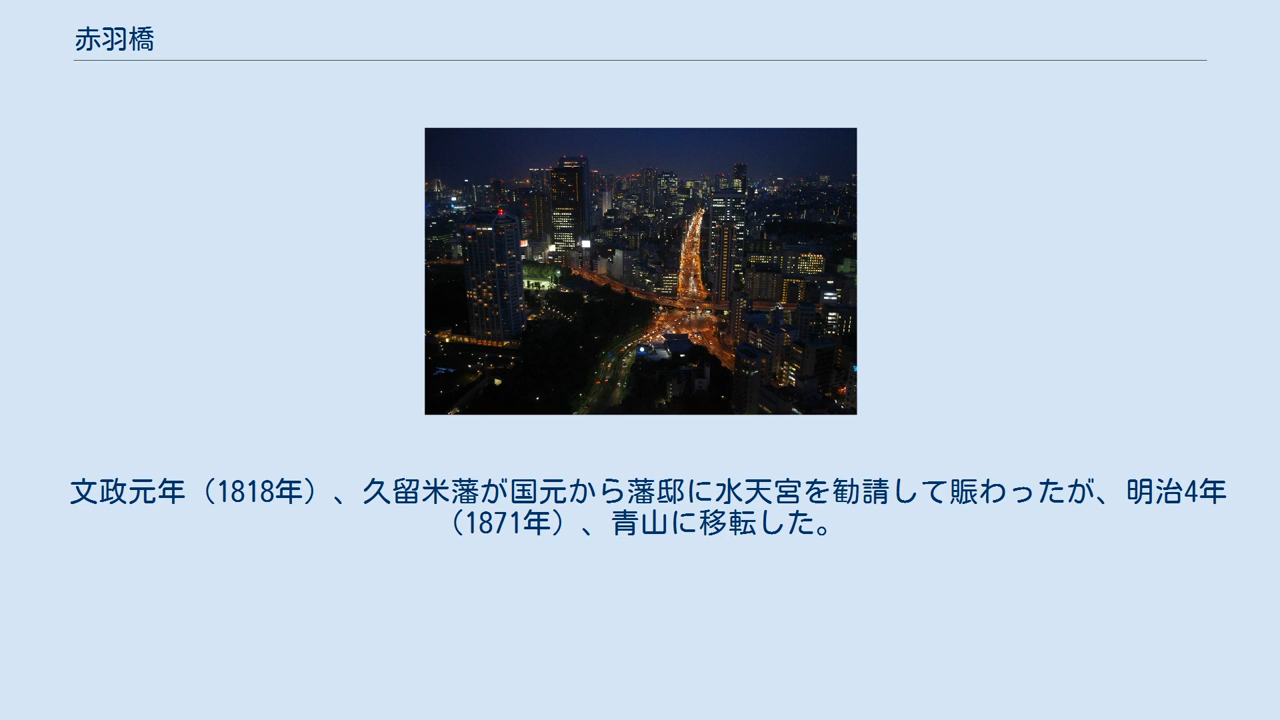 赤羽橋
文政元年（1818年）、久留米藩が国元から藩邸に水天宮を勧請して賑わったが、明治4年
（1871年）、青山に移転した。